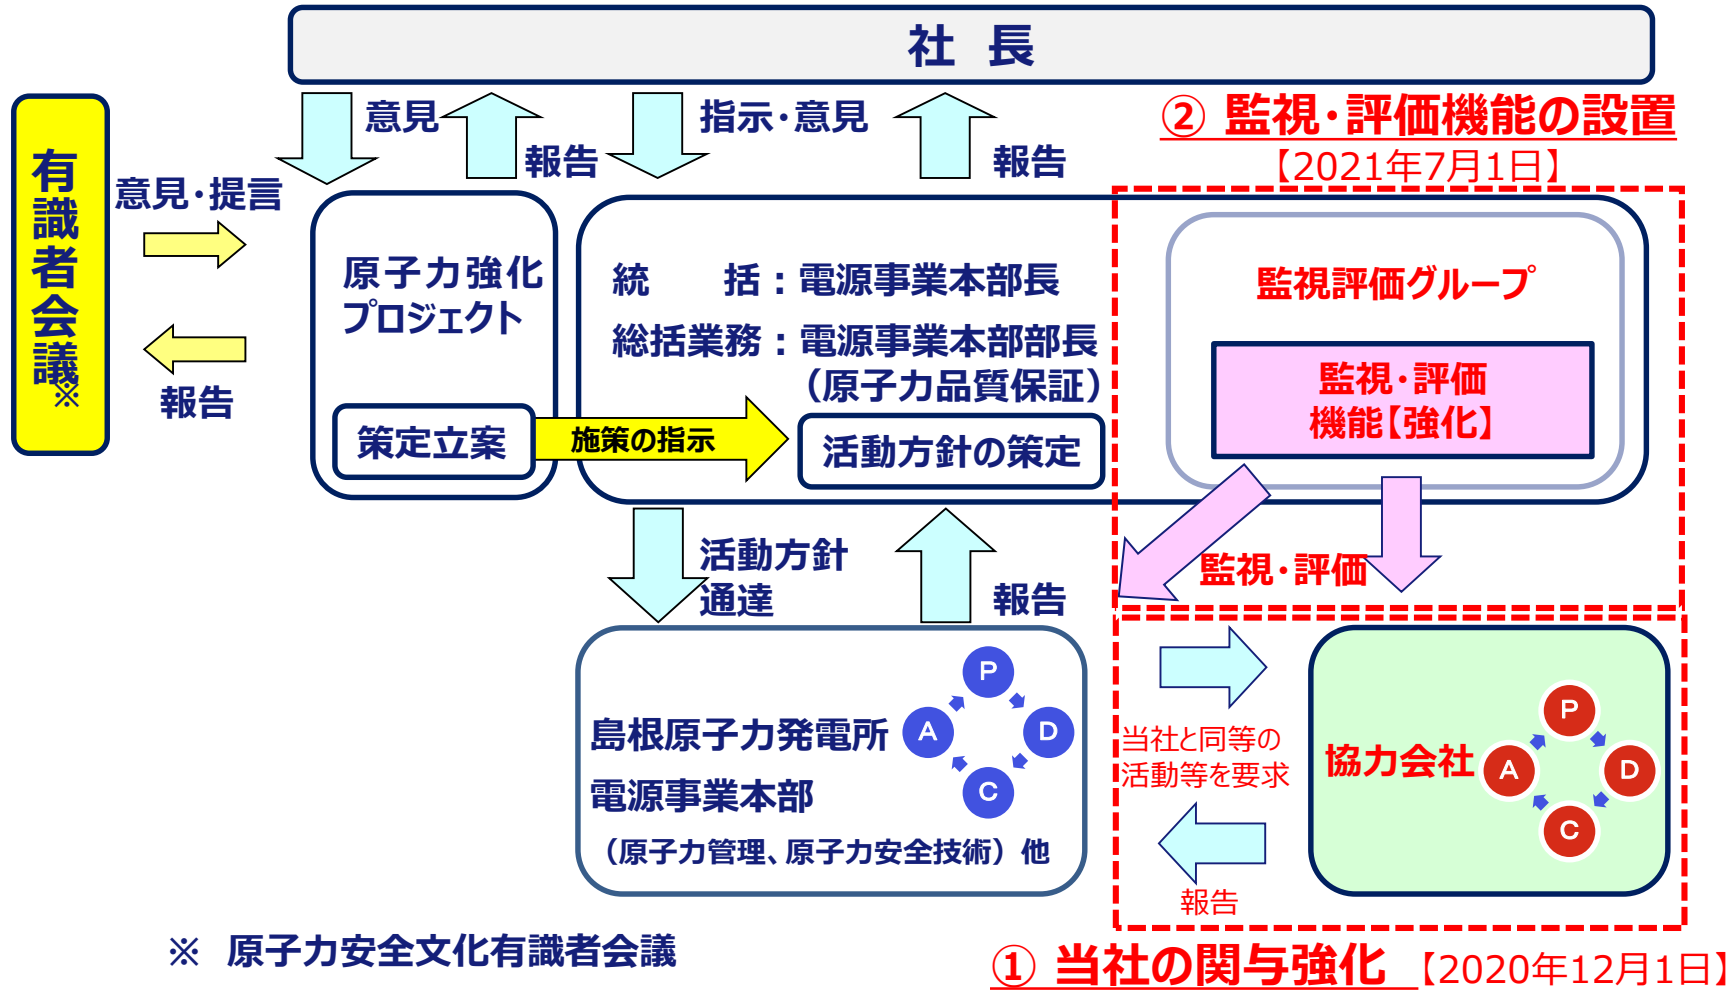 社 長
意見
報告
指示・意見
報告
② 監視・評価機能の設置
【2021年7月1日】
有識者会議
※
意見・提言
報告
原子力強化
プロジェクト
策定立案
施策の指示
統　　括：電源事業本部長
総括業務：電源事業本部部長
（原子力品質保証）
活動方針の策定
監視評価グループ
監視・評価
機能【強化】
活動方針
通達
報告
監視・評価
島根原子力発電所
電源事業本部
（原子力管理、原子力安全技術）他
P
A
D
C
当社と同等の
活動等を要求
報告
協力会社
P
A
D
C
※ 原子力安全文化有識者会議
① 当社の関与強化 【2020年12月1日】